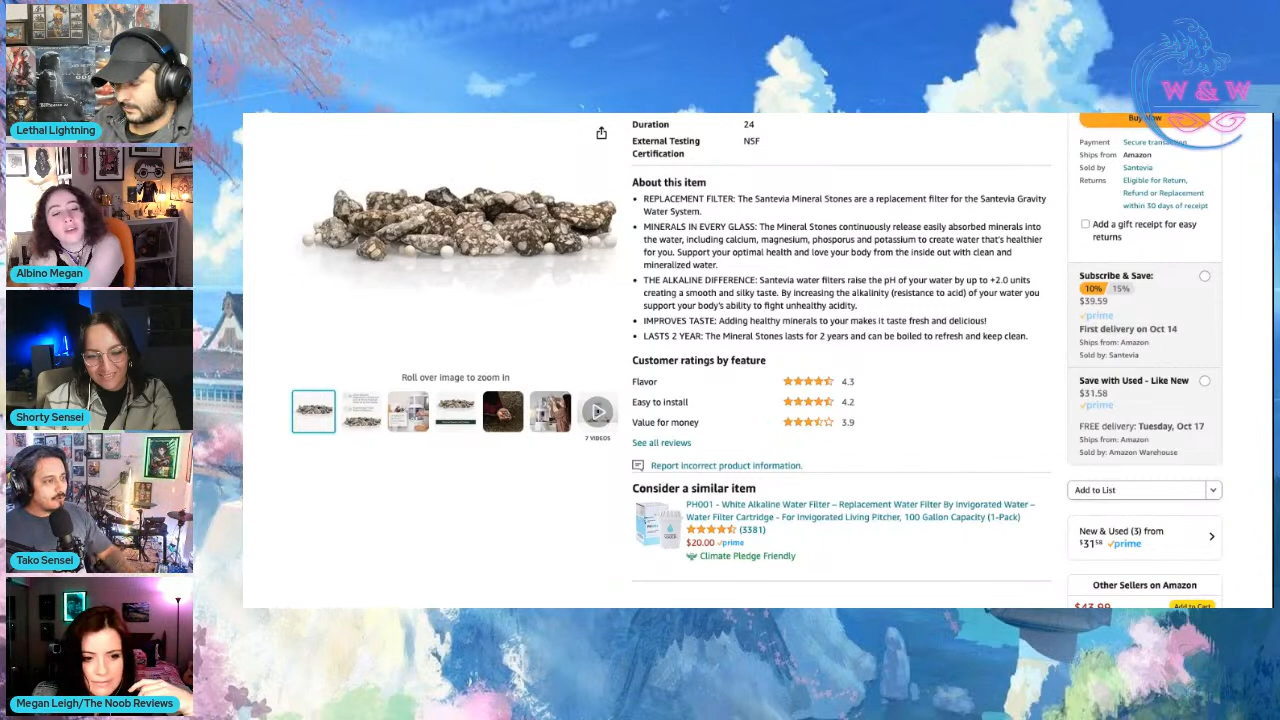 Lethal Lightning
Albino Megan
Shorty Sensei
Tako Sensei
Megan Leigh/The Noob Reviews
W & W
Roll over image to zoom in
7 VIDEOS
Duration 24
External Testing Certification NSF
About this item
• REPLACEMENT FILTER: The Santevia Mineral Stones are a replacement filter for the Santevia Gravity
Water System.
• MINERALS IN EVERY GLASS: The Mineral Stones continuously release easily absorbed minerals into
the water, including calcium, magnesium, phosporus and potassium to create water that's healthier
for you. Support your optimal health and love your body from the inside out with clean and
mineralized water.
• THE ALKALINE DIFFERENCE: Santevia water filters raise the pH of your water by up to +2.0 units
creating a smooth and silky taste. By increasing the alkalinity (resistance to acid) of your water you
support your body's ability to fight unhealthy acidity.
• IMPROVES TASTE: Adding healthy minerals to your makes it taste fresh and delicious!
• LASTS 2 YEAR: The Mineral Stones lasts for 2 years and can be boiled to refresh and keep clean.
Customer ratings by feature
Flavor 4.3
Easy to install 4.2
Value for money 3.9
See all reviews
Report incorrect product information.
Consider a similar item
PH001 - White Alkaline Water Filter – Replacement Water Filter By Invigorated Water –
Water Filter Cartridge - For Invigorated Living Pitcher, 100 Gallon Capacity (1-Pack)
(3381)
$20.00 prime
Climate Pledge Friendly
Buy Now
Payment Secure transaction
Ships from Amazon
Sold by Santevia
Returns Eligible for Return,
Refund or Replacement
within 30 days of receipt
Add a gift receipt for easy
returns
Subscribe & Save:
10% 15%
$39.59
prime
First delivery on Oct 14
Ships from: Amazon
Sold by: Santevia
Save with Used - Like New
$31.58
prime
FREE delivery: Tuesday, Oct 17
Ships from: Amazon
Sold by: Amazon Warehouse
Add to List
New & Used (3) from
$31.58 prime
Other Sellers on Amazon
$43.99 Add to Cart